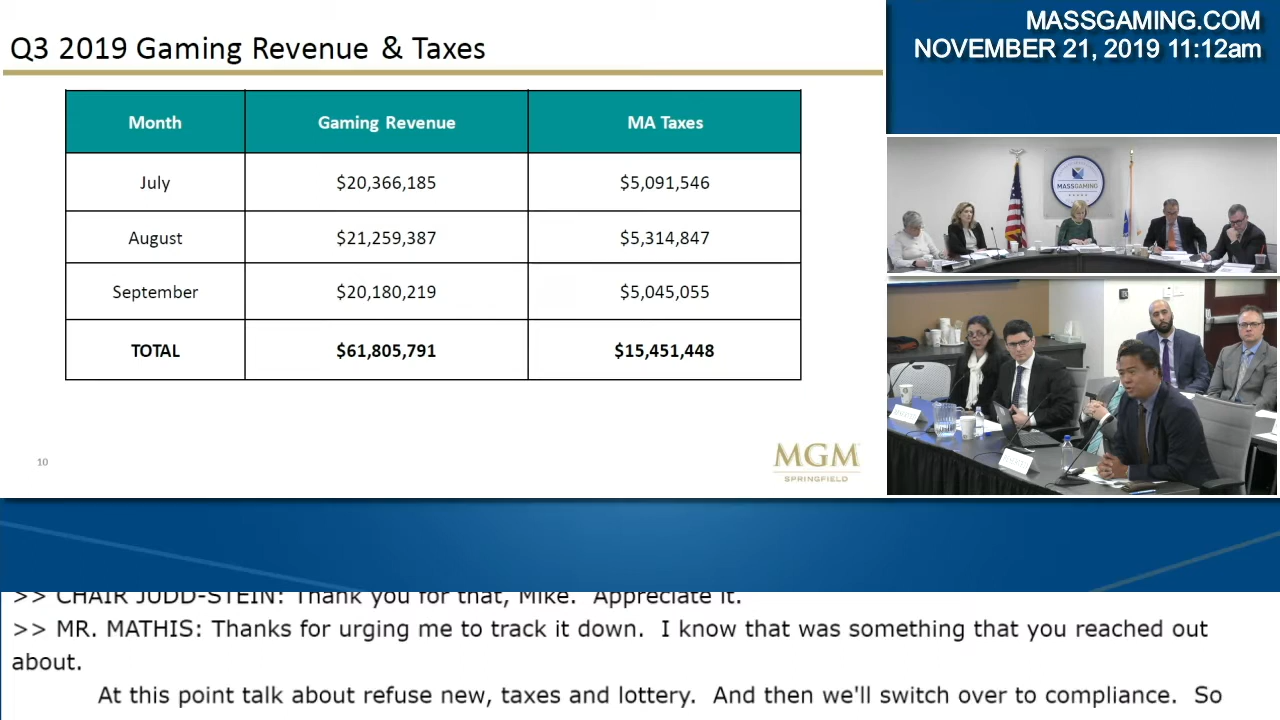 Q3 2019 Gaming Revenue & Taxes
MASSGAMING.COM
NOVEMBER 21, 2019 11:12am
Month Gaming Revenue MA Taxes
July $20,366,185 $5,091,546
August $21,259,387 $5,314,847
September $20,180,219 $5,045,055
TOTAL $61,805,791 $15,451,448
MASSGAMING
10
MGM
SPRINGFIELD
>> CHAIR JUDD-STEIN: Thank you for that, Mike. Appreciate it.
>> MR. MATHIS: Thanks for urging me to track it down. I know that was something that you reached out
about.
At this point talk about refuse new, taxes and lottery. And then we'll switch over to compliance. So